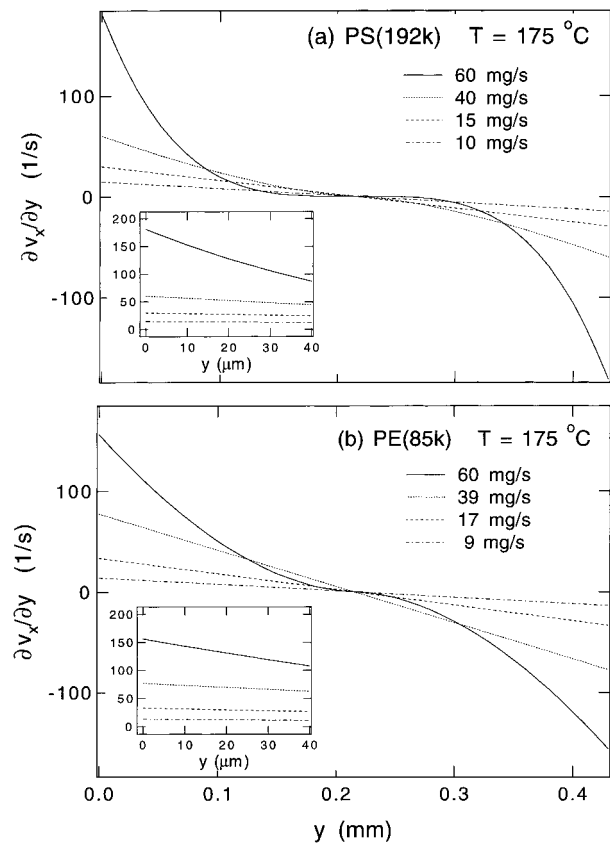 (a) PS(192k) T = 175 °C
60 mg/s
40 mg/s
15 mg/s
10 mg/s
100
0
-100
∂vₓ/∂y (1/s)
200
150
100
50
0
0 10 20 30 40
y (μm)
(b) PE(85k) T = 175 °C
60 mg/s
39 mg/s
17 mg/s
9 mg/s
100
0
-100
∂vₓ/∂y (1/s)
200
150
100
50
0
0 10 20 30 40
y (μm)
0.0 0.1 0.2 0.3 0.4
y (mm)